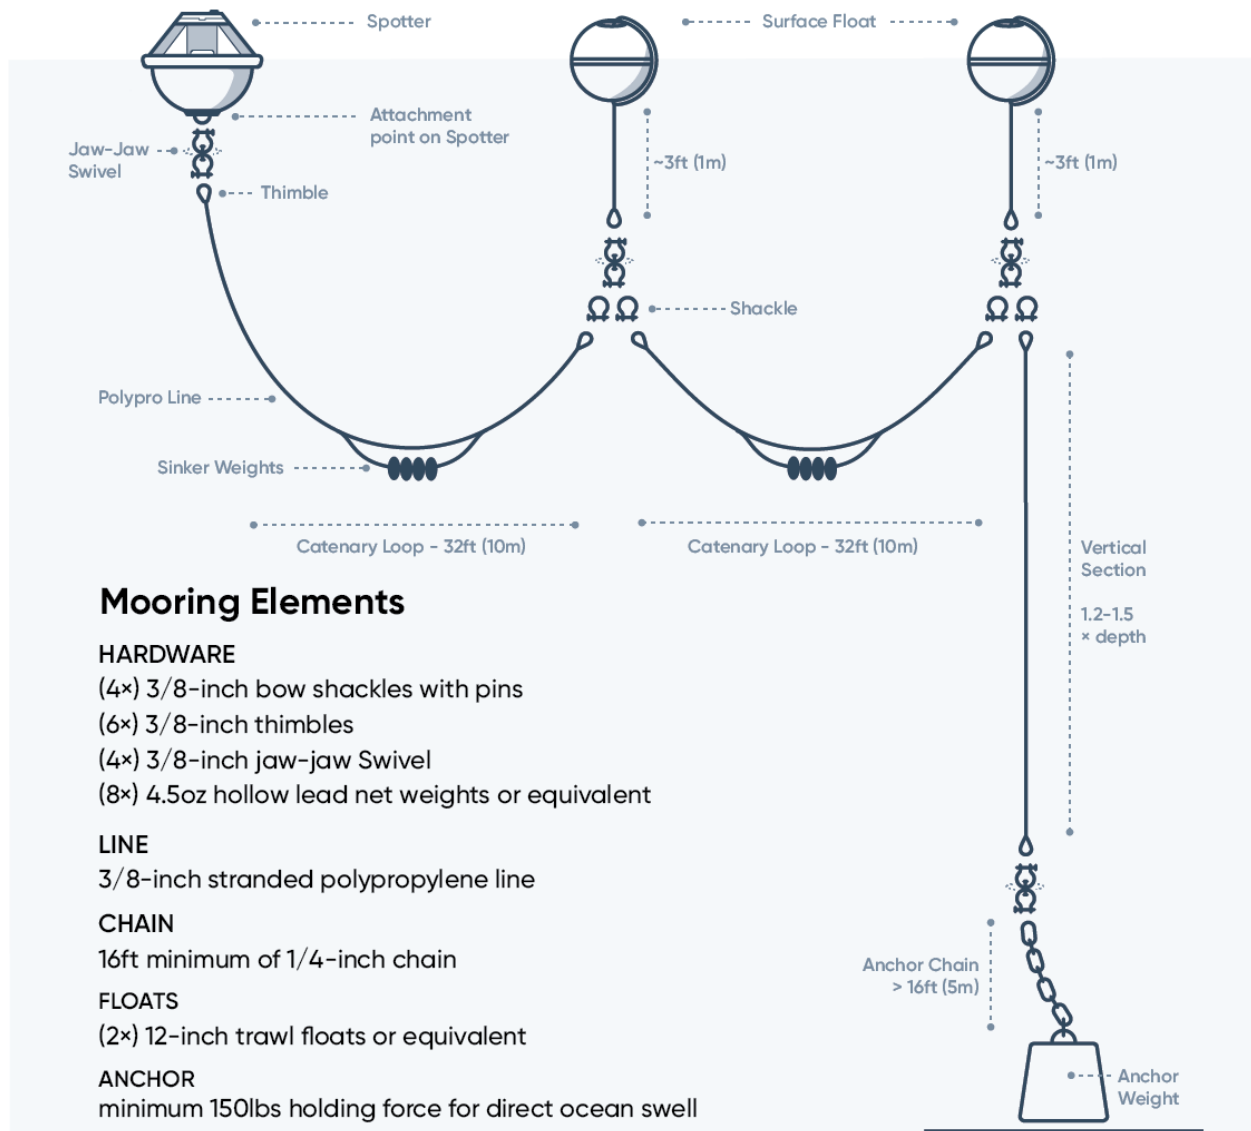 Spotter
Surface Float
Attachment
point on Spotter
Jaw-Jaw
Swivel
~3ft (1m)
~3ft (1m)
Thimble
Shackle
Polypro Line
Sinker Weights
Catenary Loop - 32ft (10m)
Catenary Loop - 32ft (10m)
Vertical
Section
1.2-1.5
× depth
Mooring Elements
HARDWARE
(4×) 3/8-inch bow shackles with pins
(6×) 3/8-inch thimbles
(4×) 3/8-inch jaw-jaw Swivel
(8×) 4.5oz hollow lead net weights or equivalent
LINE
3/8-inch stranded polypropylene line
CHAIN
16ft minimum of 1/4-inch chain
FLOATS
(2×) 12-inch trawl floats or equivalent
ANCHOR
minimum 150lbs holding force for direct ocean swell
Anchor Chain
> 16ft (5m)
Anchor
Weight